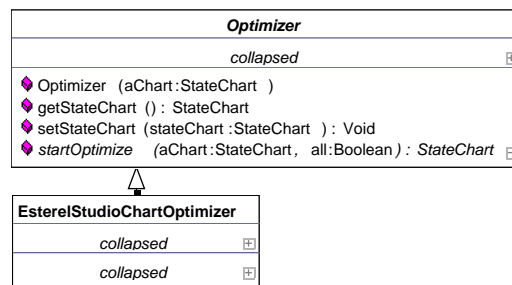 Optimizer
collapsed
Optimizer (aChart:StateChart )
getStateChart (): StateChart
setStateChart (stateChart:StateChart ): Void
startOptimize (aChart:StateChart, all:Boolean): StateChart
EsterelStudioChartOptimizer
collapsed
collapsed